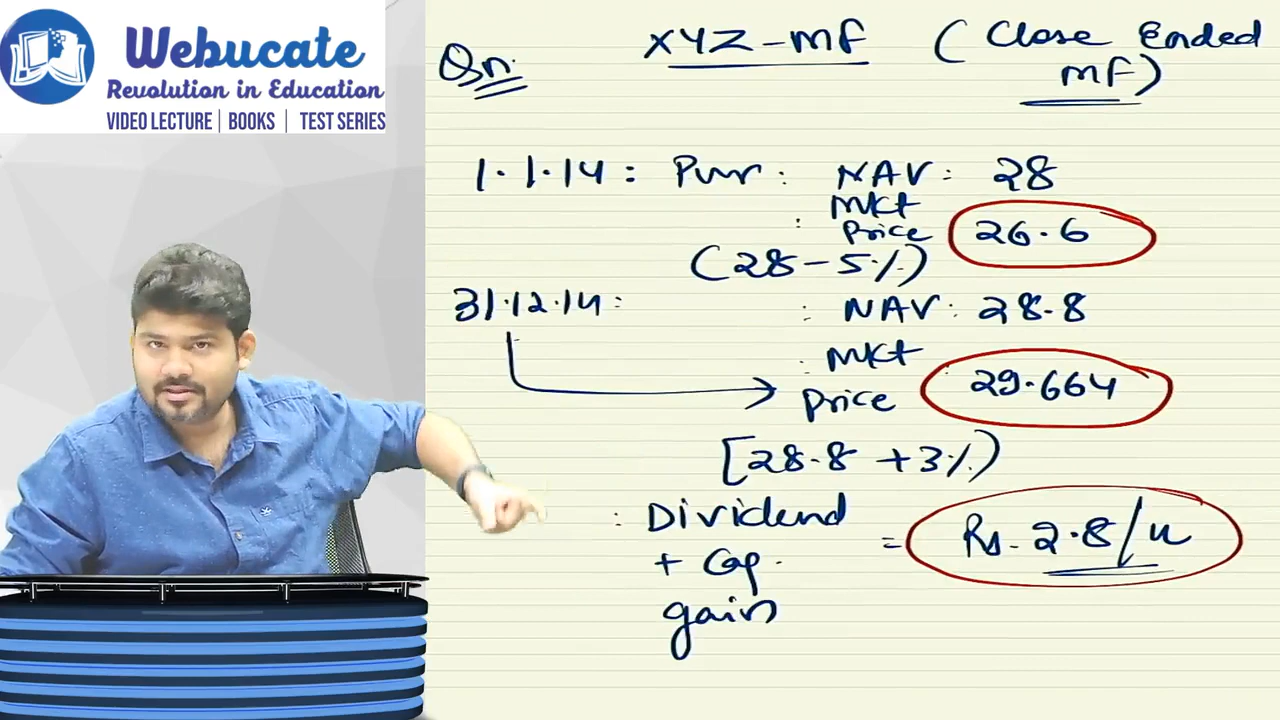 Webucate
Revolution in Education
VIDEO LECTURE | BOOKS | TEST SERIES
Qn.
XYZ-MF (Close Ended
MF)
1.1.14: Pur: NAV: 28
: Mkt
Price 26.6
(28-5%)
31.12.14: : NAV: 28.8
: Mkt
Price 29.664
[28.8 +3%)
: Dividend
+ Cap. = Rs. 2.8/u
gain